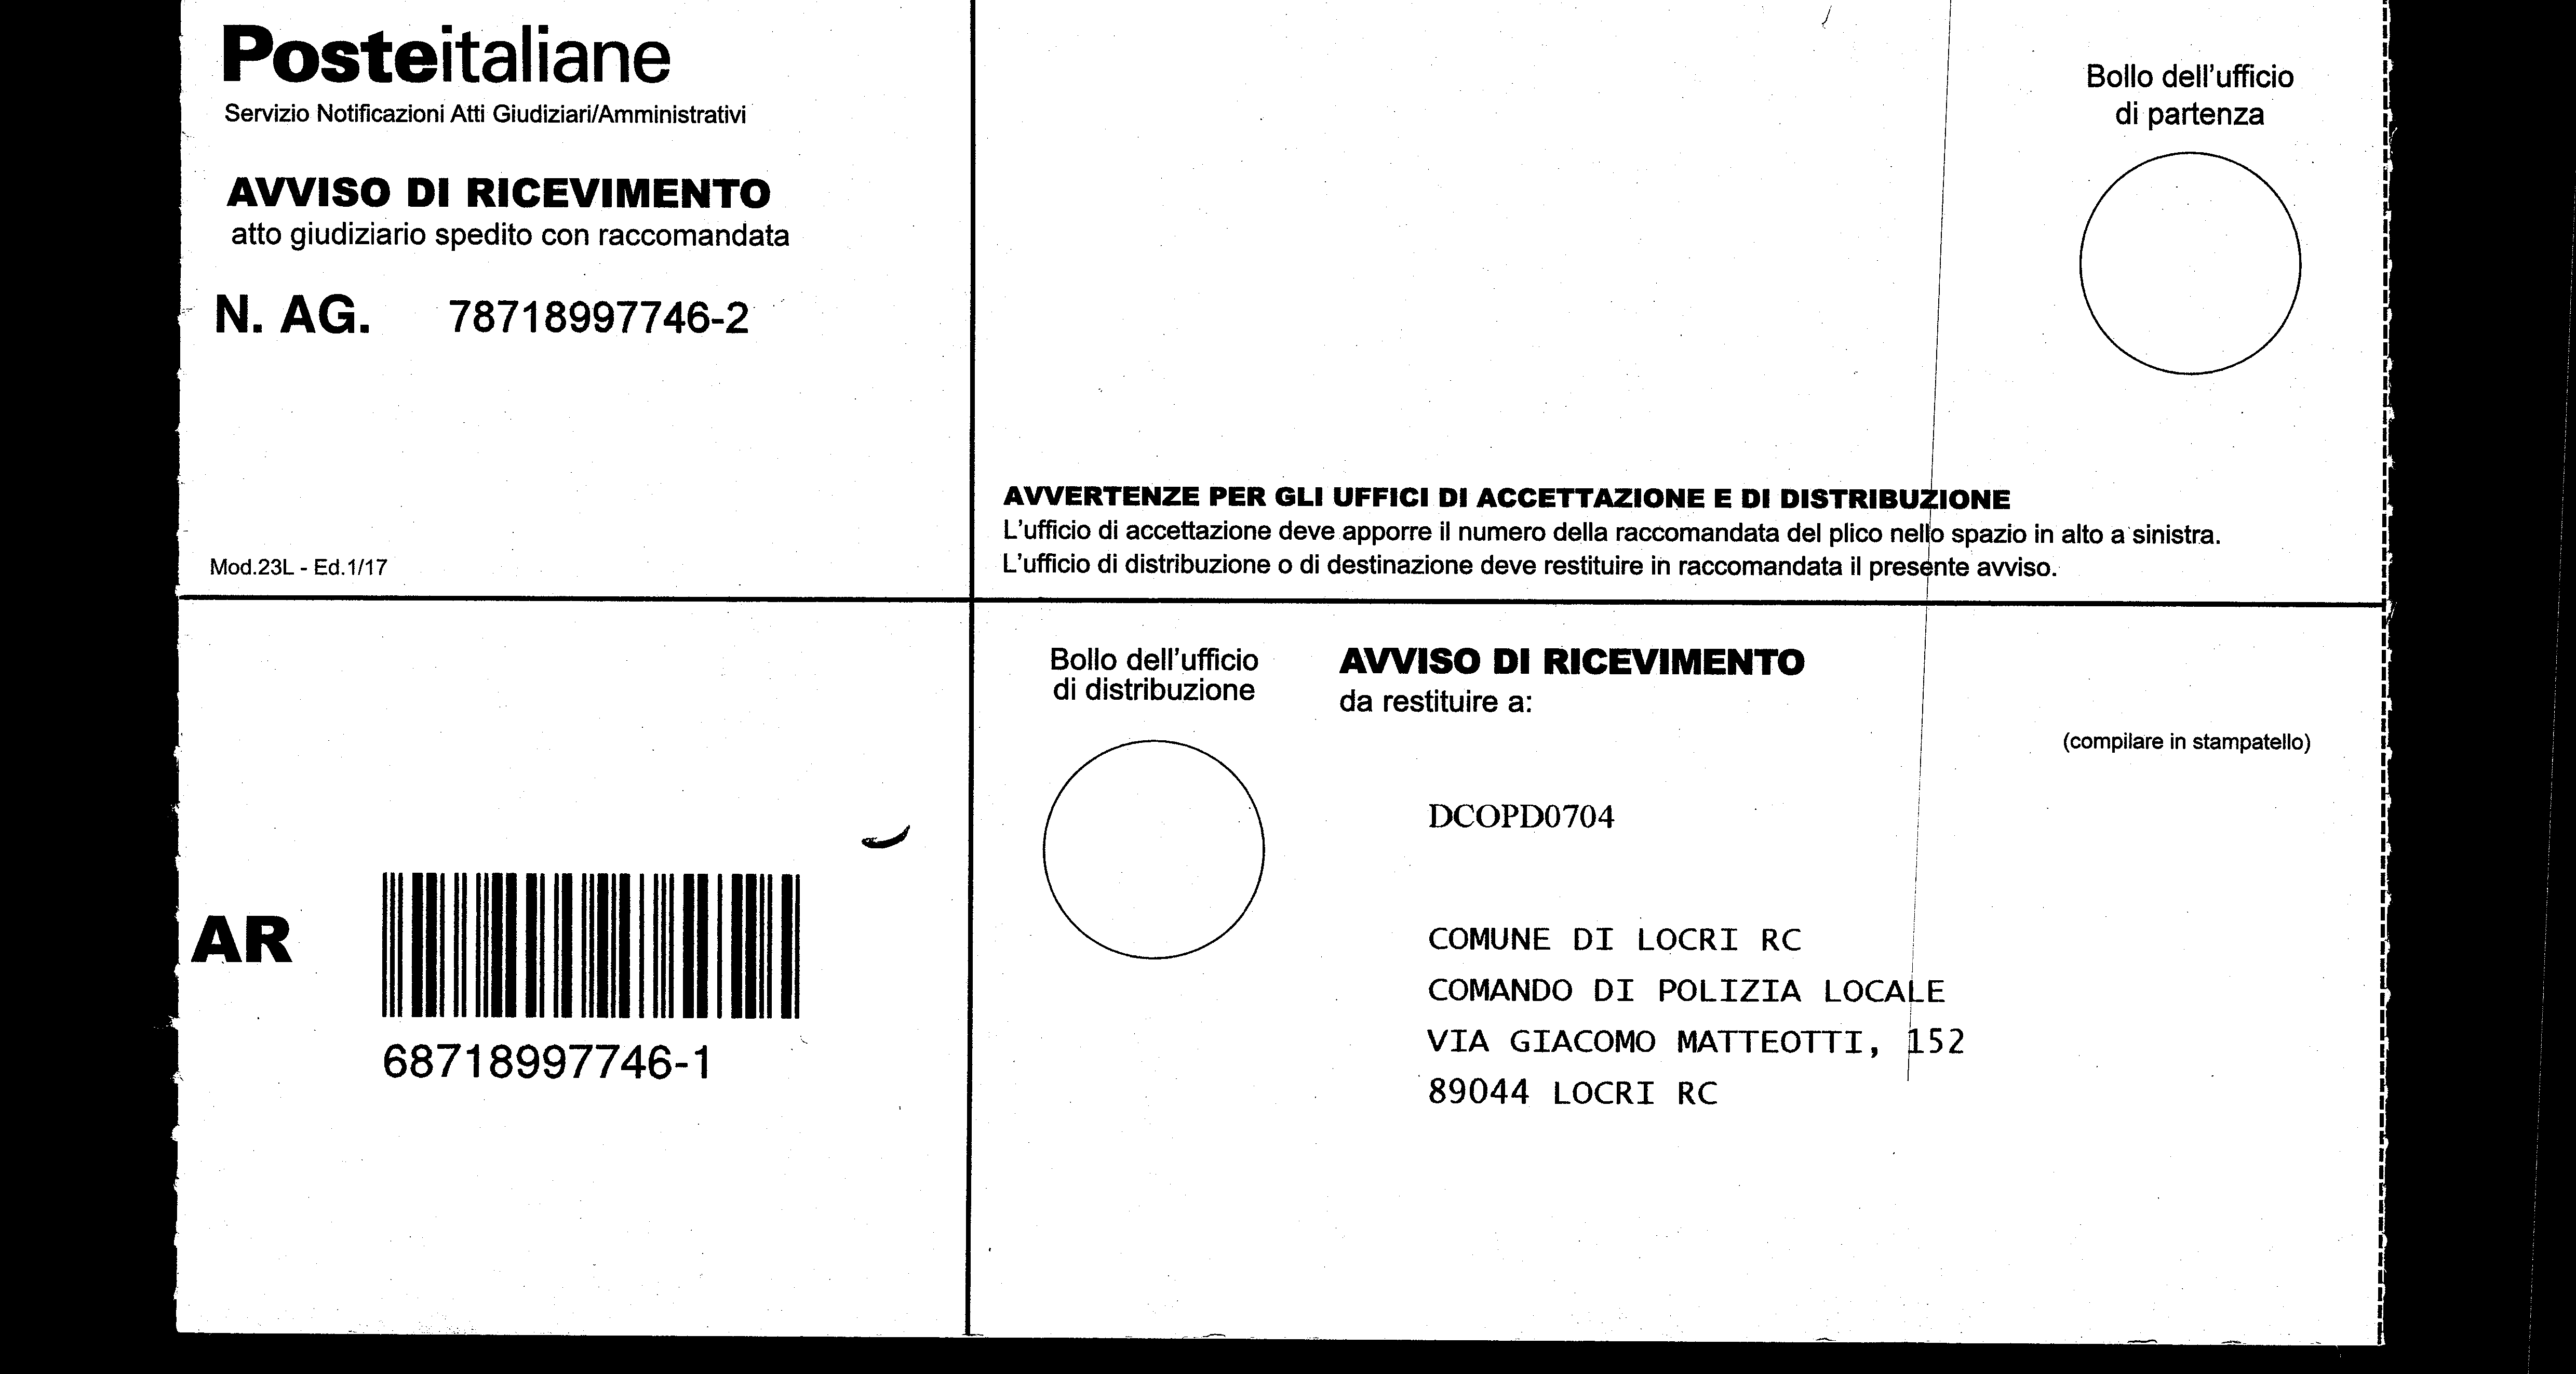 Posteitaliane
Servizio Notificazioni Atti Giudiziari/Amministrativi
AVVISO DI RICEVIMENTO
atto giudiziario spedito con raccomandata
N. AG. 78718997746-2
Mod.23L - Ed.1/17
Bollo dell'ufficio
di partenza
AVVERTENZE PER GLI UFFICI DI ACCETTAZIONE E DI DISTRIBUZIONE
L'ufficio di accettazione deve apporre il numero della raccomandata del plico nello spazio in alto a sinistra.
L'ufficio di distribuzione o di destinazione deve restituire in raccomandata il presente avviso.
AR
68718997746-1
Bollo dell'ufficio
di distribuzione
AVVISO DI RICEVIMENTO
da restituire a:
(compilare in stampatello)
DCOPD0704
COMUNE DI LOCRI RC
COMANDO DI POLIZIA LOCALE
VIA GIACOMO MATTEOTTI, 152
89044 LOCRI RC